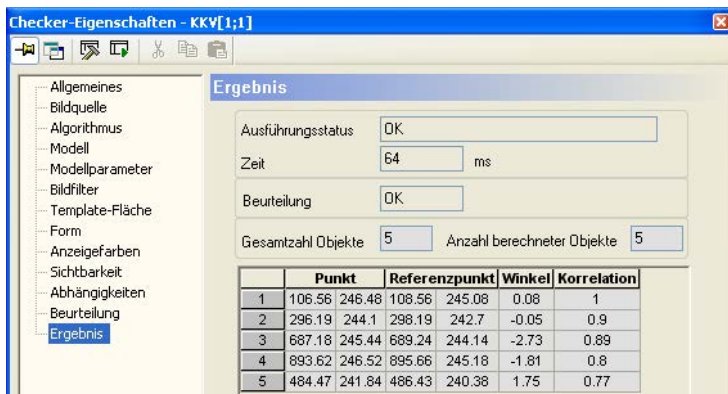 Checker-Eigenschaften - KKV[1;1]
Allgemeines
Bildquelle
Algorithmus
Modell
Modellparameter
Bildfilter
Template-Fläche
Form
Anzeigefarben
Sichtbarkeit
Abhängigkeiten
Beurteilung
Ergebnis
Ergebnis
Ausführungsstatus OK
Zeit 64 ms
Beurteilung OK
Gesamtzahl Objekte 5 Anzahl berechneter Objekte 5
Punkt Referenzpunkt Winkel Korrelation
1 106.56 246.48 108.56 245.08 0.08 1
2 296.19 244.1 298.19 242.7 -0.05 0.9
3 687.18 245.44 689.24 244.14 -2.73 0.89
4 893.62 246.52 895.66 245.18 -1.81 0.8
5 484.47 241.84 486.43 240.38 1.75 0.77